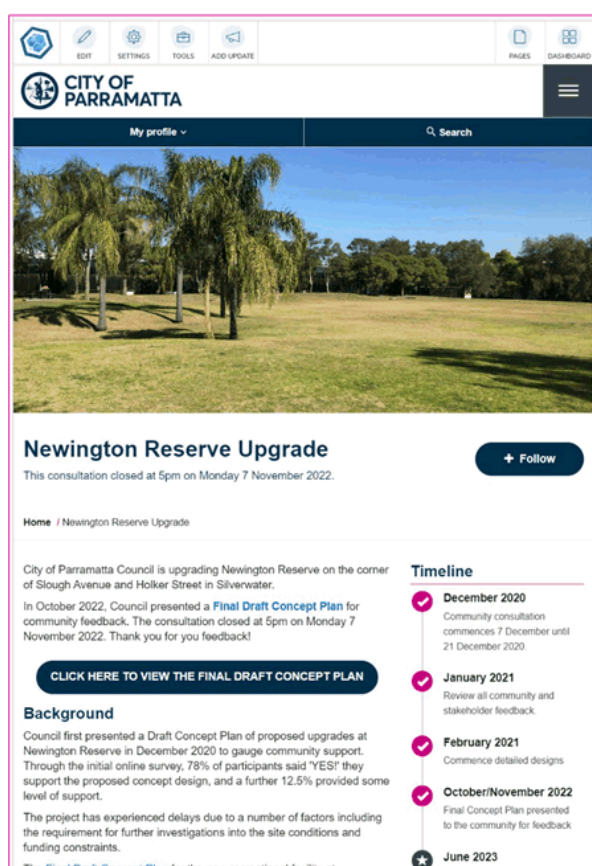 EDIT
SETTINGS
TOOLS
ADD UPDATE
PAGES
DASHBOARD
CITY OF
PARRAMATTA
My profile
Search
Newington Reserve Upgrade
+ Follow
This consultation closed at 5pm on Monday 7 November 2022.
Home / Newington Reserve Upgrade
City of Parramatta Council is upgrading Newington Reserve on the corner
of Slough Avenue and Holker Street in Silverwater.
In October 2022, Council presented a Final Draft Concept Plan for
community feedback. The consultation closed at 5pm on Monday 7
November 2022. Thank you for you feedback!
CLICK HERE TO VIEW THE FINAL DRAFT CONCEPT PLAN
Background
Council first presented a Draft Concept Plan of proposed upgrades at
Newington Reserve in December 2020 to gauge community support.
Through the initial online survey, 78% of participants said 'YES!' they
support the proposed concept design, and a further 12.5% provided some
level of support.
The project has experienced delays due to a number of factors including
the requirement for further investigations into the site conditions and
funding constraints.
Timeline
December 2020
Community consultation
commences 7 December until
21 December 2020.
January 2021
Review all community and
stakeholder feedback.
February 2021
Commence detailed designs
October/November 2022
Final Concept Plan presented
to the community for feedback
June 2023